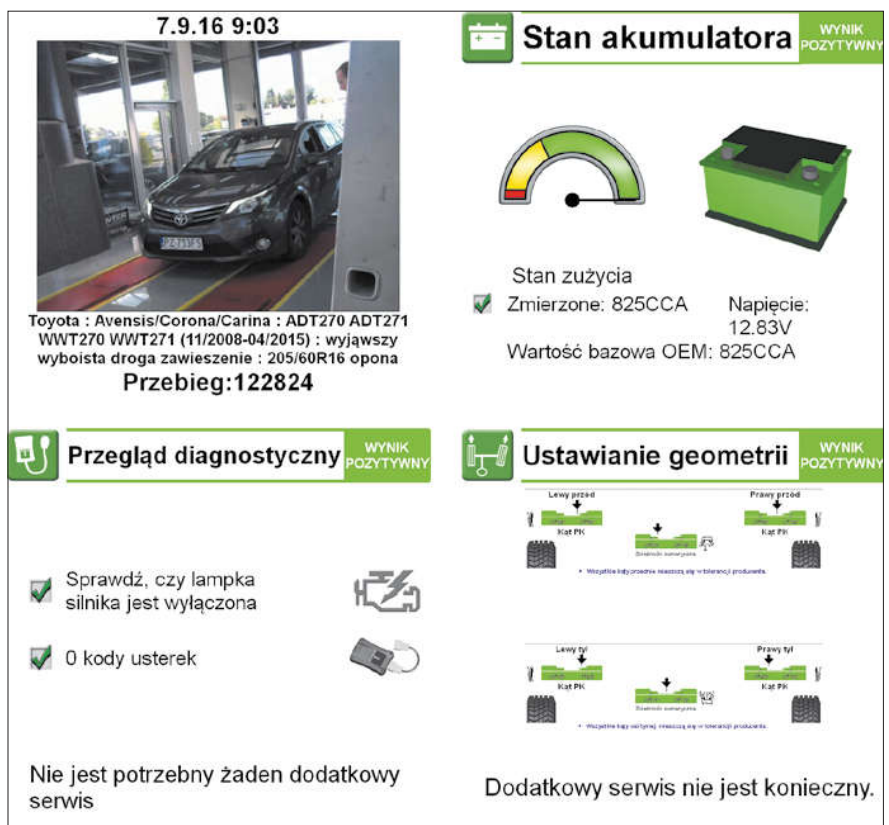 7.9.16 9:03
Toyota : Avensis/Corona/Carina : ADT270 ADT271
WWT270 WWT271 (11/2008-04/2015) : wyjąwszy
wyboista droga zawieszenie : 205/60R16 opona
Przebieg:122824
Stan akumulatora
WYNIK
POZYTYWNY
Stan zużycia
Zmierzone: 825CCA
Napięcie:
12.83V
Wartość bazowa OEM: 825CCA
Przegląd diagnostyczny
WYNIK
POZYTYWNY
Sprawdź, czy lampka
silnika jest wyłączona
0 kody usterek
Nie jest potrzebny żaden dodatkowy
serwis
Ustawianie geometrii
WYNIK
POZYTYWNY
Lewy przód
Prawy przód
Kąt PK
Kąt PK
Lewy tył
Prawy tył
Kąt PK
Kąt PK
Dodatkowy serwis nie jest konieczny.